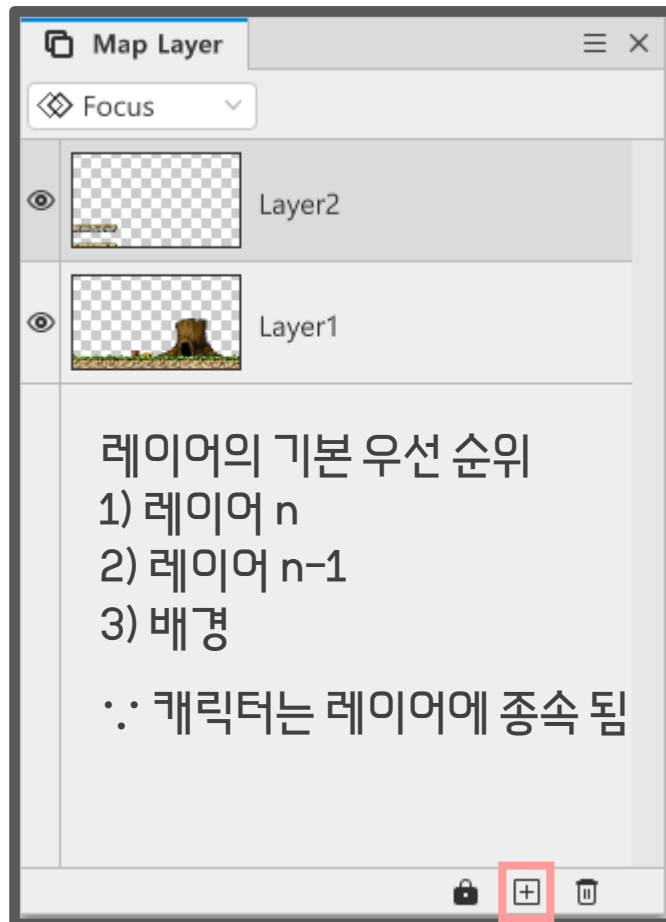 Map Layer
Focus
Layer2
Layer1
레이어의 기본 우선 순위
1) 레이어 n
2) 레이어 n-1
3) 배경
∵ 캐릭터는 레이어에 종속 됨